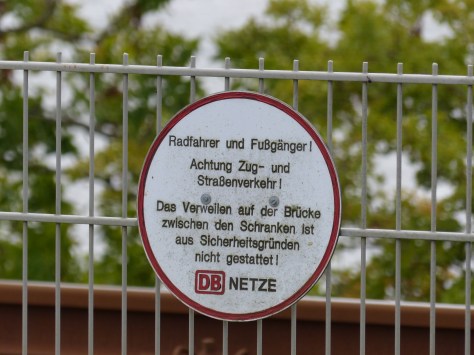 Radfahrer und Fußgänger!
Achtung Zug- und
Straßenverkehr!
Das Verweilen auf der Brücke
zwischen den Schranken ist
aus Sicherheitsgründen
nicht gestattet!
DB NETZE